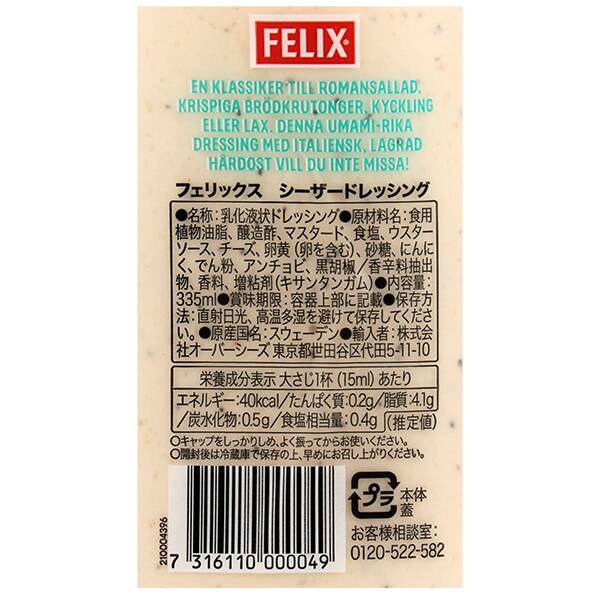 FELIX
EN KLASSIKER TILL ROMANSALLAD,
KRISPIGA BRÖDKRUTONGER, KYCKLING
ELLER LAX. DENNA UMAMI-RIKA
DRESSING MED ITALIENSK, LAGRAD
HÅRDOST VILL DU INTE MISSA!
フェリックス シーザードレッシング
●名称:乳化液状ドレッシング●原材料名:食用
植物油脂、醸造酢、マスタード、食塩、ウスター
ソース、チーズ、卵黄(卵を含む)、砂糖、にんに
く、でん粉、アンチョビ、黒胡椒/香辛料抽出
物、香料、増粘剤(キサンタンガム)●内容量:
335ml●賞味期限:容器上部に記載●保存方
法:直射日光、高温多湿を避けて保存してくださ
い。●原産国名:スウェーデン●輸入者:株式会
社オーバーシーズ 東京都世田谷区代田5-11-10
栄養成分表示 大さじ1杯(15ml)あたり
エネルギー:40kcal/たんぱく質:0.2g/脂質:4.1g
/炭水化物:0.5g/食塩相当量:0.4g (推定値)
○キャップをしっかりしめ、よく振ってからお使いください。
○開封後は冷蔵庫で保存の上、早めにお召し上がりください。
210004396
7 316110 000049
プラ
本体
蓋
お客様相談室:
0120-522-582